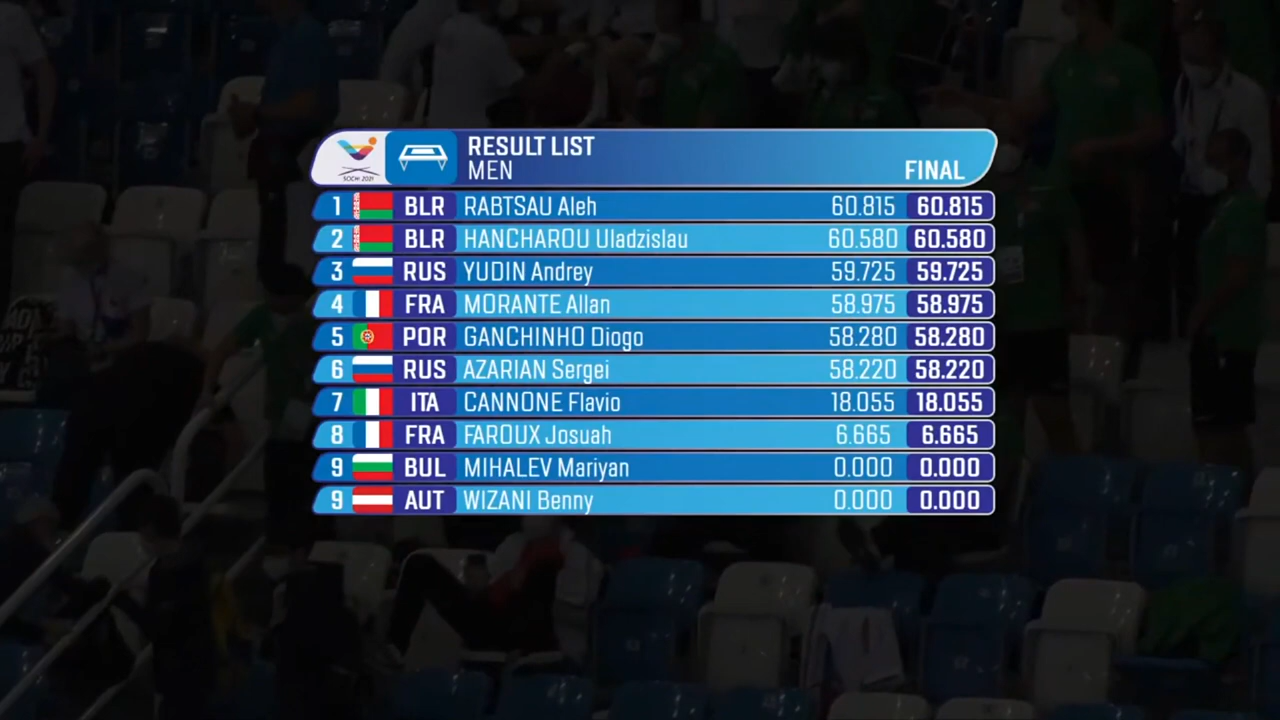 RESULT LIST
MEN
FINAL
SOCHI 2021
1 BLR RABTSAU Aleh 60.815 60.815
2 BLR HANCHAROU Uladzislau 60.580 60.580
3 RUS YUDIN Andrey 59.725 59.725
4 FRA MORANTE Allan 58.975 58.975
5 POR GANCHINHO Diogo 58.280 58.280
6 RUS AZARIAN Sergei 58.220 58.220
7 ITA CANNONE Flavio 18.055 18.055
8 FRA FAROUX Josuah 6.665 6.665
9 BUL MIHALEV Mariyan 0.000 0.000
9 AUT WIZANI Benny 0.000 0.000